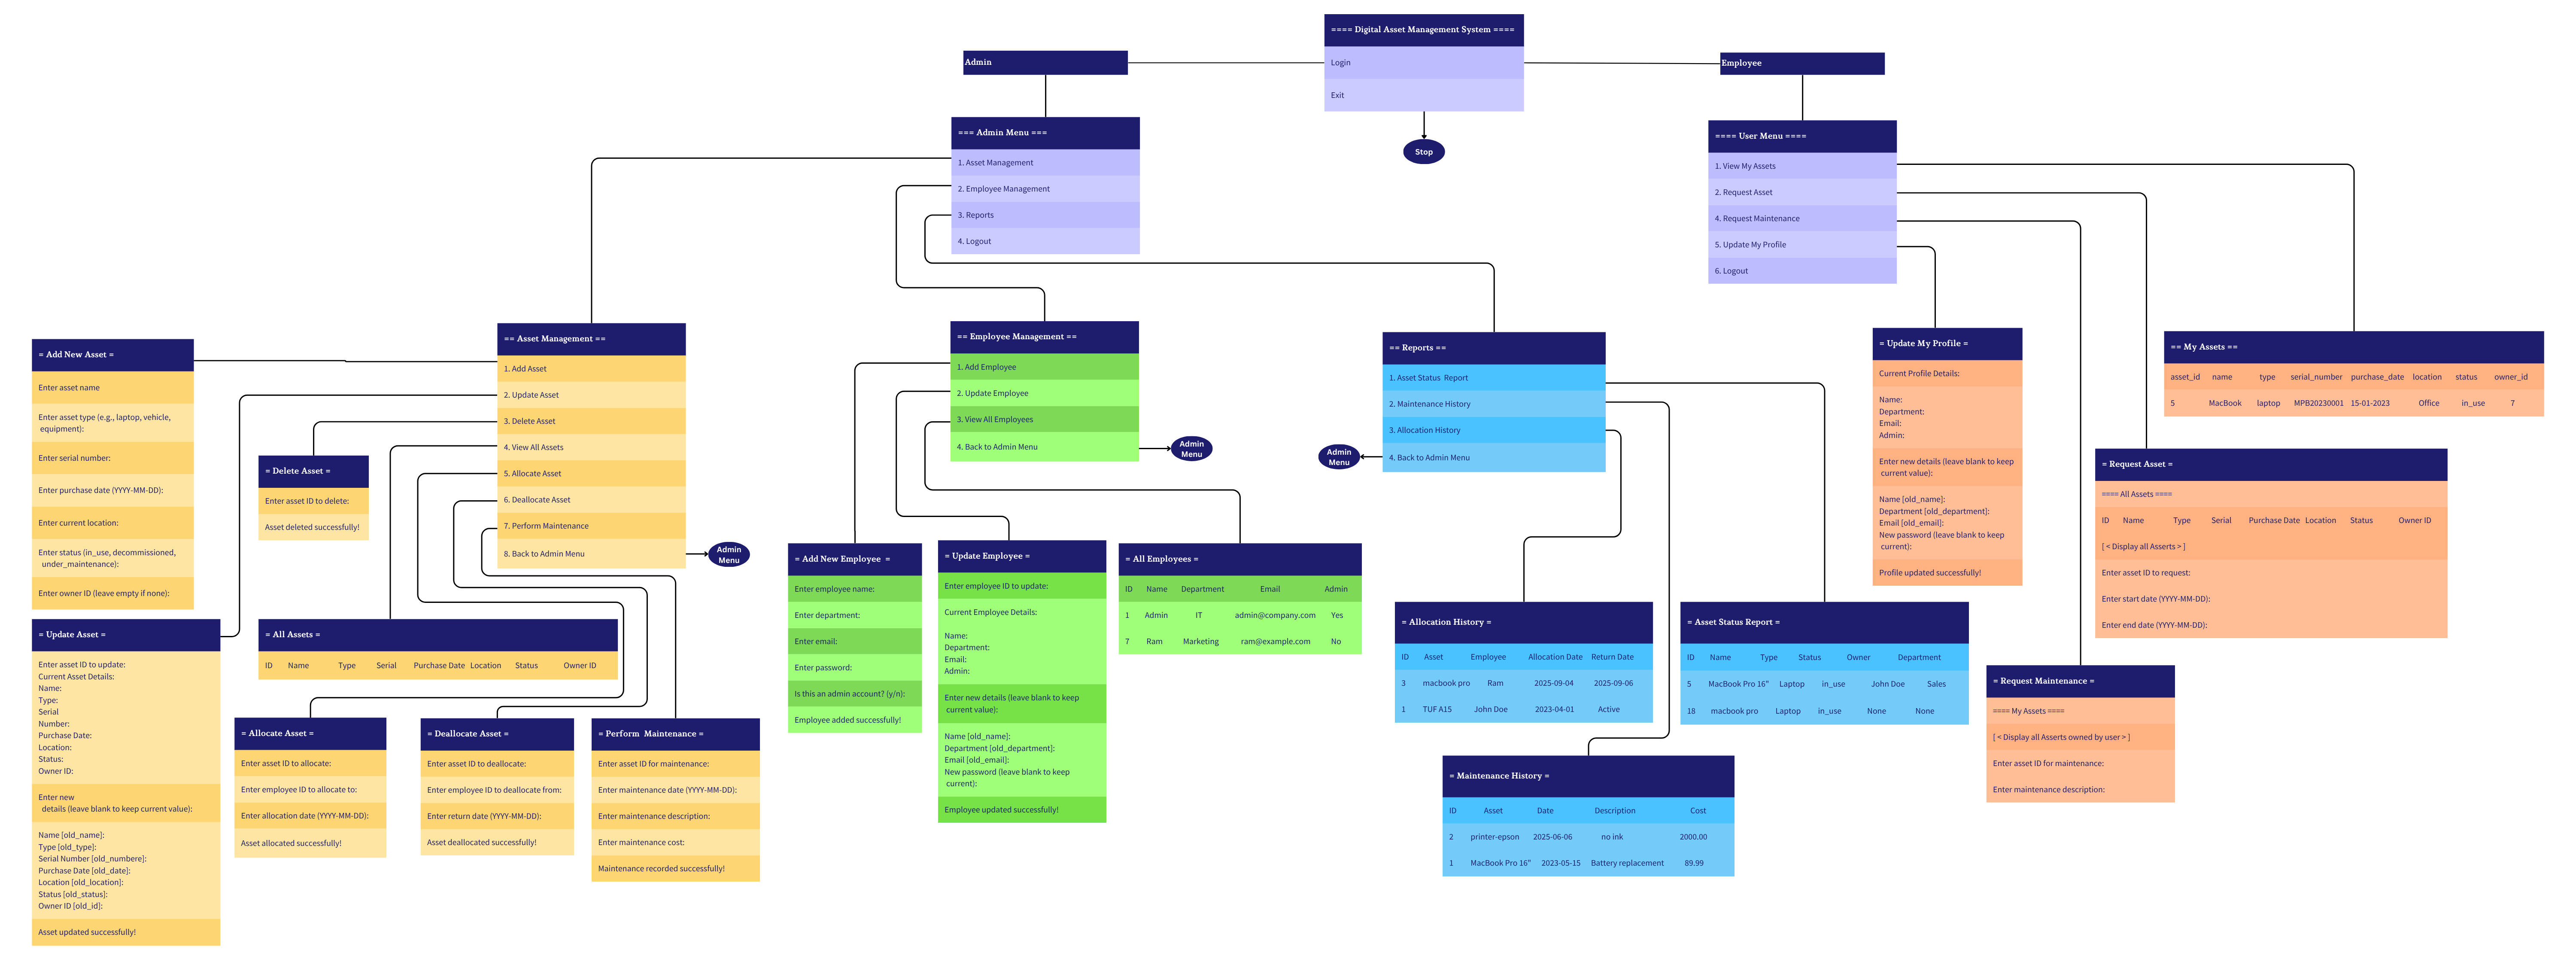 ==== Digital Asset Management System ====
Login
Exit
Stop
Admin
Employee
=== Admin Menu ===
1. Asset Management
2. Employee Management
3. Reports
4. Logout
==== User Menu ====
1. View My Assets
2. Request Asset
4. Request Maintenance
5. Update My Profile
6. Logout
= Add New Asset =
Enter asset name
Enter asset type (e.g., laptop, vehicle,
equipment):
Enter serial number:
Enter purchase date (YYYY-MM-DD):
Enter current location:
Enter status (in_use, decommissioned,
under_maintenance):
Enter owner ID (leave empty if none):
== Asset Management ==
1. Add Asset
2. Update Asset
3. Delete Asset
4. View All Assets
5. Allocate Asset
6. Deallocate Asset
7. Perform Maintenance
8. Back to Admin Menu
Admin
Menu
= Delete Asset =
Enter asset ID to delete:
Asset deleted successfully!
= Update Asset =
Enter asset ID to update:
Current Asset Details:
Name:
Type:
Serial
Number:
Purchase Date:
Location:
Status:
Owner ID:
Enter new
details (leave blank to keep current value):
Name [old_name]:
Type [old_type]:
Serial Number [old_numbere]:
Purchase Date [old_date]:
Location [old_location]:
Status [old_status]:
Owner ID [old_id]:
Asset updated successfully!
= All Assets =
ID Name Type Serial Purchase Date Location Status Owner ID
= Allocate Asset =
Enter asset ID to allocate:
Enter employee ID to allocate to:
Enter allocation date (YYYY-MM-DD):
Asset allocated successfully!
= Deallocate Asset =
Enter asset ID to deallocate:
Enter employee ID to deallocate from:
Enter return date (YYYY-MM-DD):
Asset deallocated successfully!
= Perform Maintenance =
Enter asset ID for maintenance:
Enter maintenance date (YYYY-MM-DD):
Enter maintenance description:
Enter maintenance cost:
Maintenance recorded successfully!
== Employee Management ==
1. Add Employee
2. Update Employee
3. View All Employees
4. Back to Admin Menu
Admin
Menu
= Add New Employee =
Enter employee name:
Enter department:
Enter email:
Enter password:
Is this an admin account? (y/n):
Employee added successfully!
= Update Employee =
Enter employee ID to update:
Current Employee Details:
Name:
Department:
Email:
Admin:
Enter new details (leave blank to keep
current value):
Name [old_name]:
Department [old_department]:
Email [old_email]:
New password (leave blank to keep
current):
Employee updated successfully!
= All Employees =
ID Name Department Email Admin
1 Admin IT admin@company.com Yes
7 Ram Marketing ram@example.com No
== Reports ==
1. Asset Status Report
2. Maintenance History
3. Allocation History
4. Back to Admin Menu
Admin
Menu
= Allocation History =
ID Asset Employee Allocation Date Return Date
3 macbook pro Ram 2025-09-04 2025-09-06
1 TUF A15 John Doe 2023-04-01 Active
= Asset Status Report =
ID Name Type Status Owner Department
5 MacBook Pro 16" Laptop in_use John Doe Sales
18 macbook pro Laptop in_use None None
= Maintenance History =
ID Asset Date Description Cost
2 printer-epson 2025-06-06 no ink 2000.00
1 MacBook Pro 16" 2023-05-15 Battery replacement 89.99
= Update My Profile =
Current Profile Details:
Name:
Department:
Email:
Admin:
Enter new details (leave blank to keep
current value):
Name [old_name]:
Department [old_department]:
Email [old_email]:
New password (leave blank to keep
current):
Profile updated successfully!
== My Assets ==
asset_id name type serial_number purchase_date location status owner_id
5 MacBook laptop MPB20230001 15-01-2023 Office in_use 7
= Request Asset =
==== All Assets ====
ID Name Type Serial Purchase Date Location Status Owner ID
[ < Display all Asserts > ]
Enter asset ID to request:
Enter start date (YYYY-MM-DD):
Enter end date (YYYY-MM-DD):
= Request Maintenance =
==== My Assets ====
[ < Display all Asserts owned by user > ]
Enter asset ID for maintenance:
Enter maintenance description: